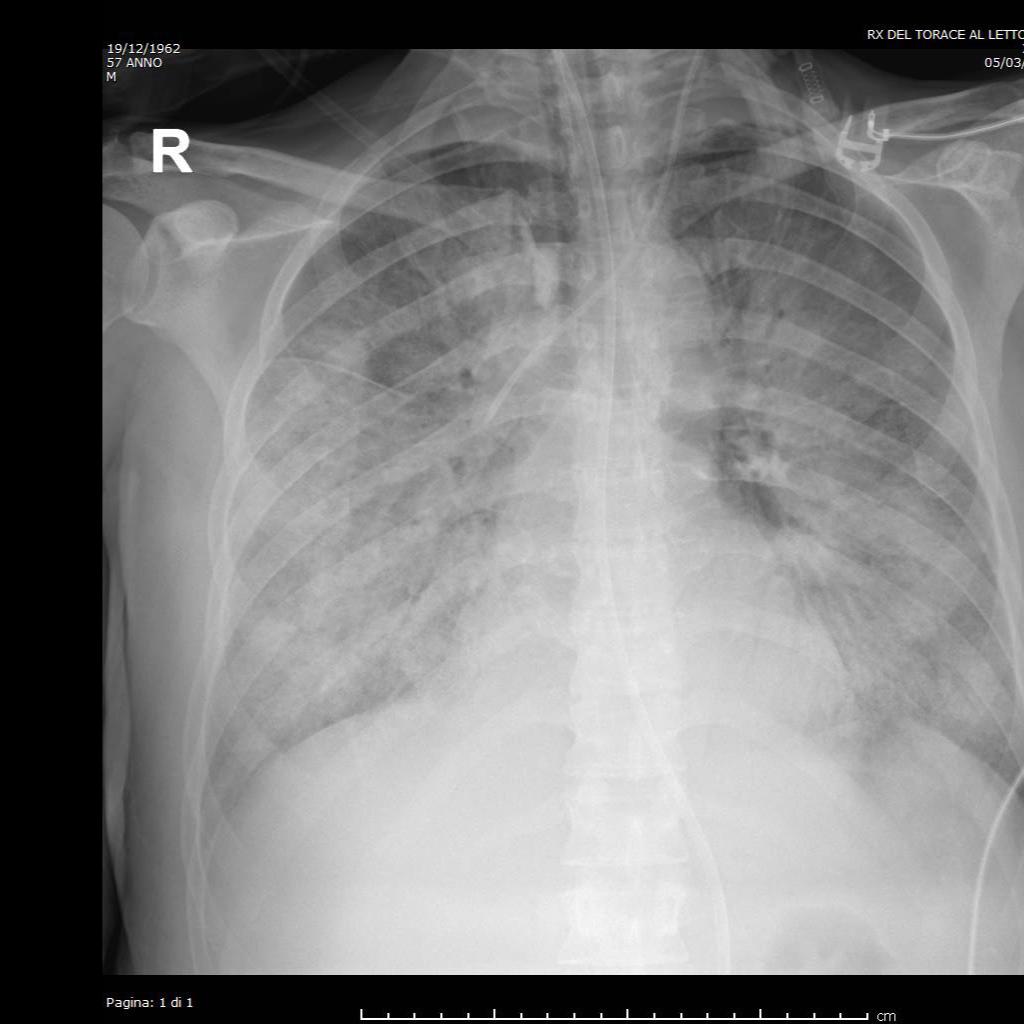 RX DEL TORACE AL LETTO
19/12/1962
57 ANNO
05/03/
M
R
Pagina: 1 di 1
cm